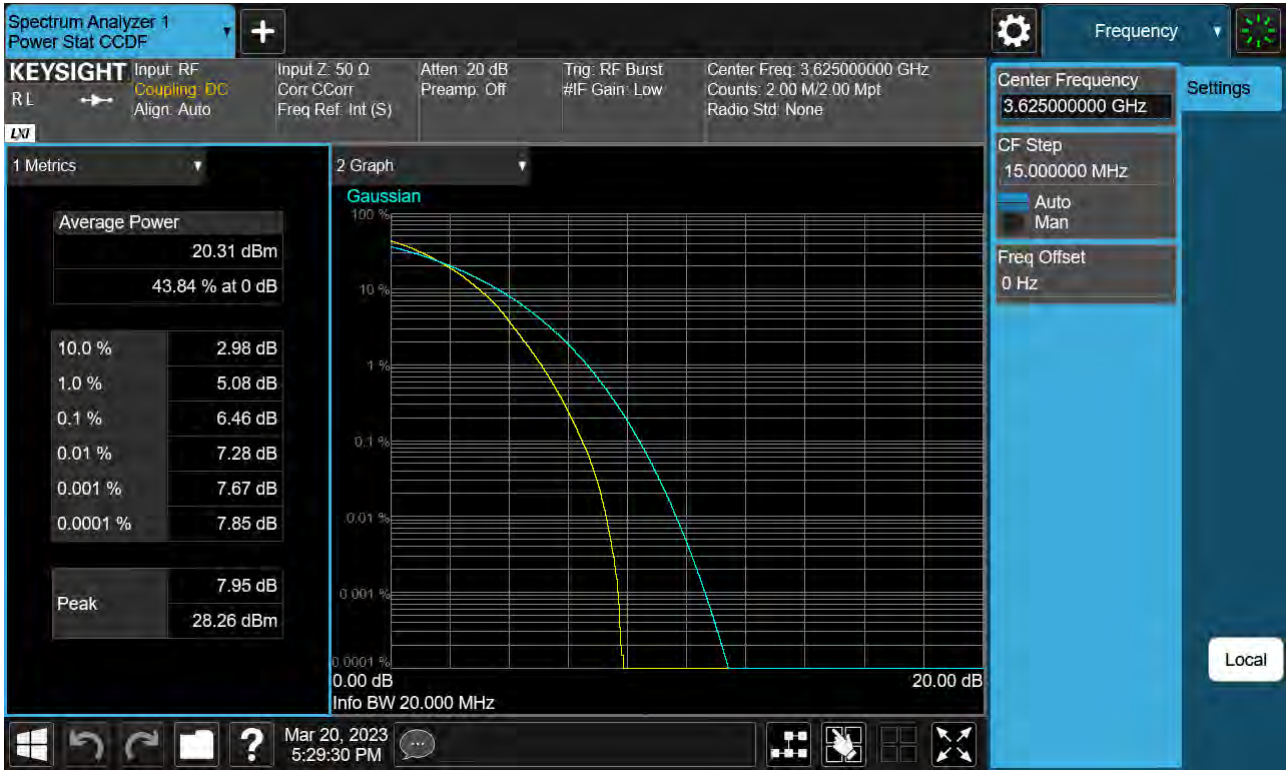 Spectrum Analyzer 1
Power Stat CCDF
+
Frequency
KEYSIGHT
RL
LXI
Input: RF
Coupling: DC
Align: Auto
Input Z: 50 Ω
Corr CCorr
Freq Ref: Int (S)
Atten: 20 dB
Preamp: Off
Trig: RF Burst
#IF Gain: Low
Center Freq: 3.625000000 GHz
Counts: 2.00 M/2.00 Mpt
Radio Std: None
Center Frequency
3.625000000 GHz
Settings
CF Step
15.000000 MHz
Auto
Man
Freq Offset
0 Hz
Local
1 Metrics
Average Power
20.31 dBm
43.84 % at 0 dB
10.0 % 2.98 dB
1.0 % 5.08 dB
0.1 % 6.46 dB
0.01 % 7.28 dB
0.001 % 7.67 dB
0.0001 % 7.85 dB
Peak
7.95 dB
28.26 dBm
2 Graph
Gaussian
100 %
10 %
1 %
0.1 %
0.01 %
0.001 %
0.0001 %
0.00 dB 20.00 dB
Info BW 20.000 MHz
?
Mar 20, 2023
5:29:30 PM